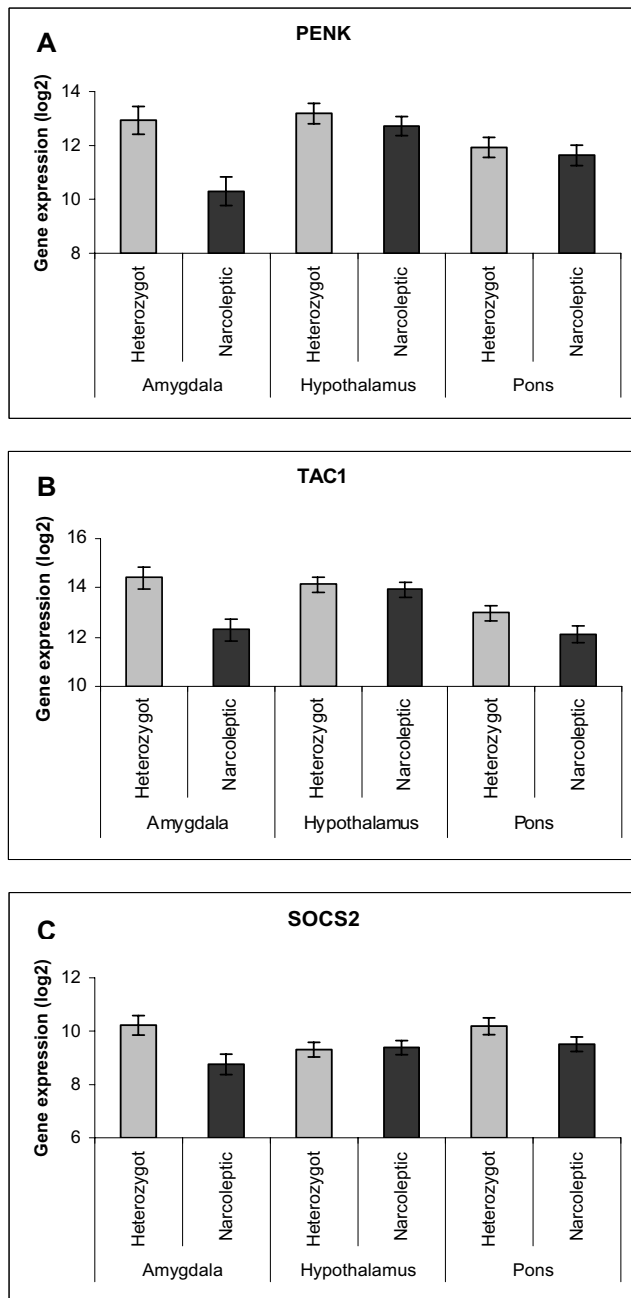 A
PENK
Gene expression (log2)
14
12
10
8
Heterozygot
Narcoleptic
Heterozygot
Narcoleptic
Heterozygot
Narcoleptic
Amygdala
Hypothalamus
Pons
B
TAC1
Gene expression (log2)
16
14
12
10
Heterozygot
Narcoleptic
Heterozygot
Narcoleptic
Heterozygot
Narcoleptic
Amygdala
Hypothalamus
Pons
C
SOCS2
Gene expression (log2)
12
10
8
6
Heterozygot
Narcoleptic
Heterozygot
Narcoleptic
Heterozygot
Narcoleptic
Amygdala
Hypothalamus
Pons